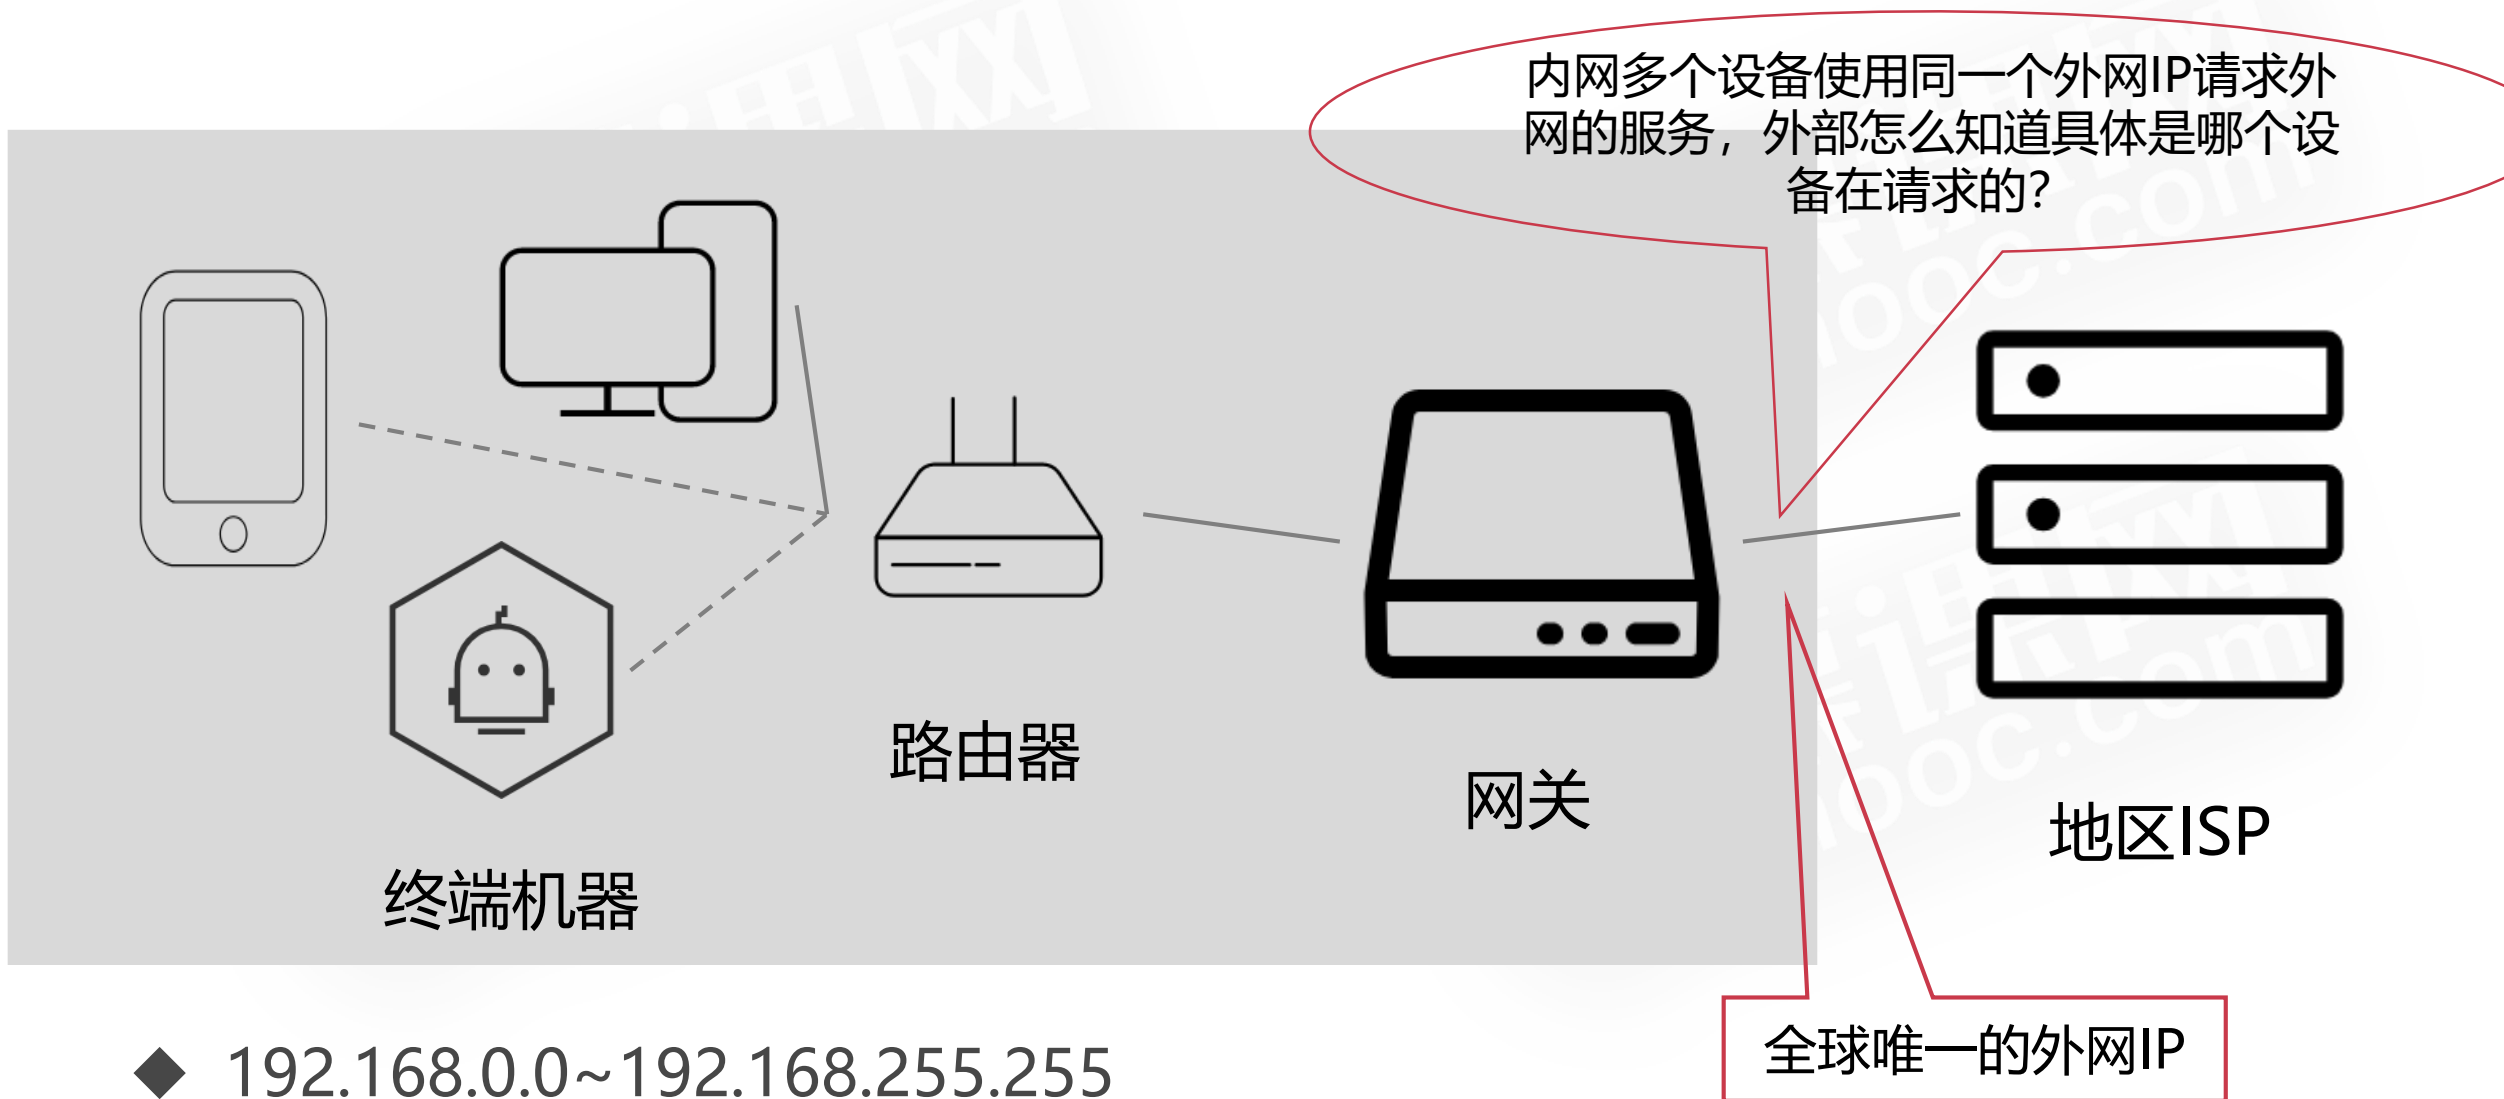 内网多个设备使用同一个外网IP请求外
网的服务，外部怎么知道具体是哪个设
备在请求的？
路由器
网关
地区ISP
终端机器
全球唯一的外网IP
◆ 192.168.0.0~192.168.255.255